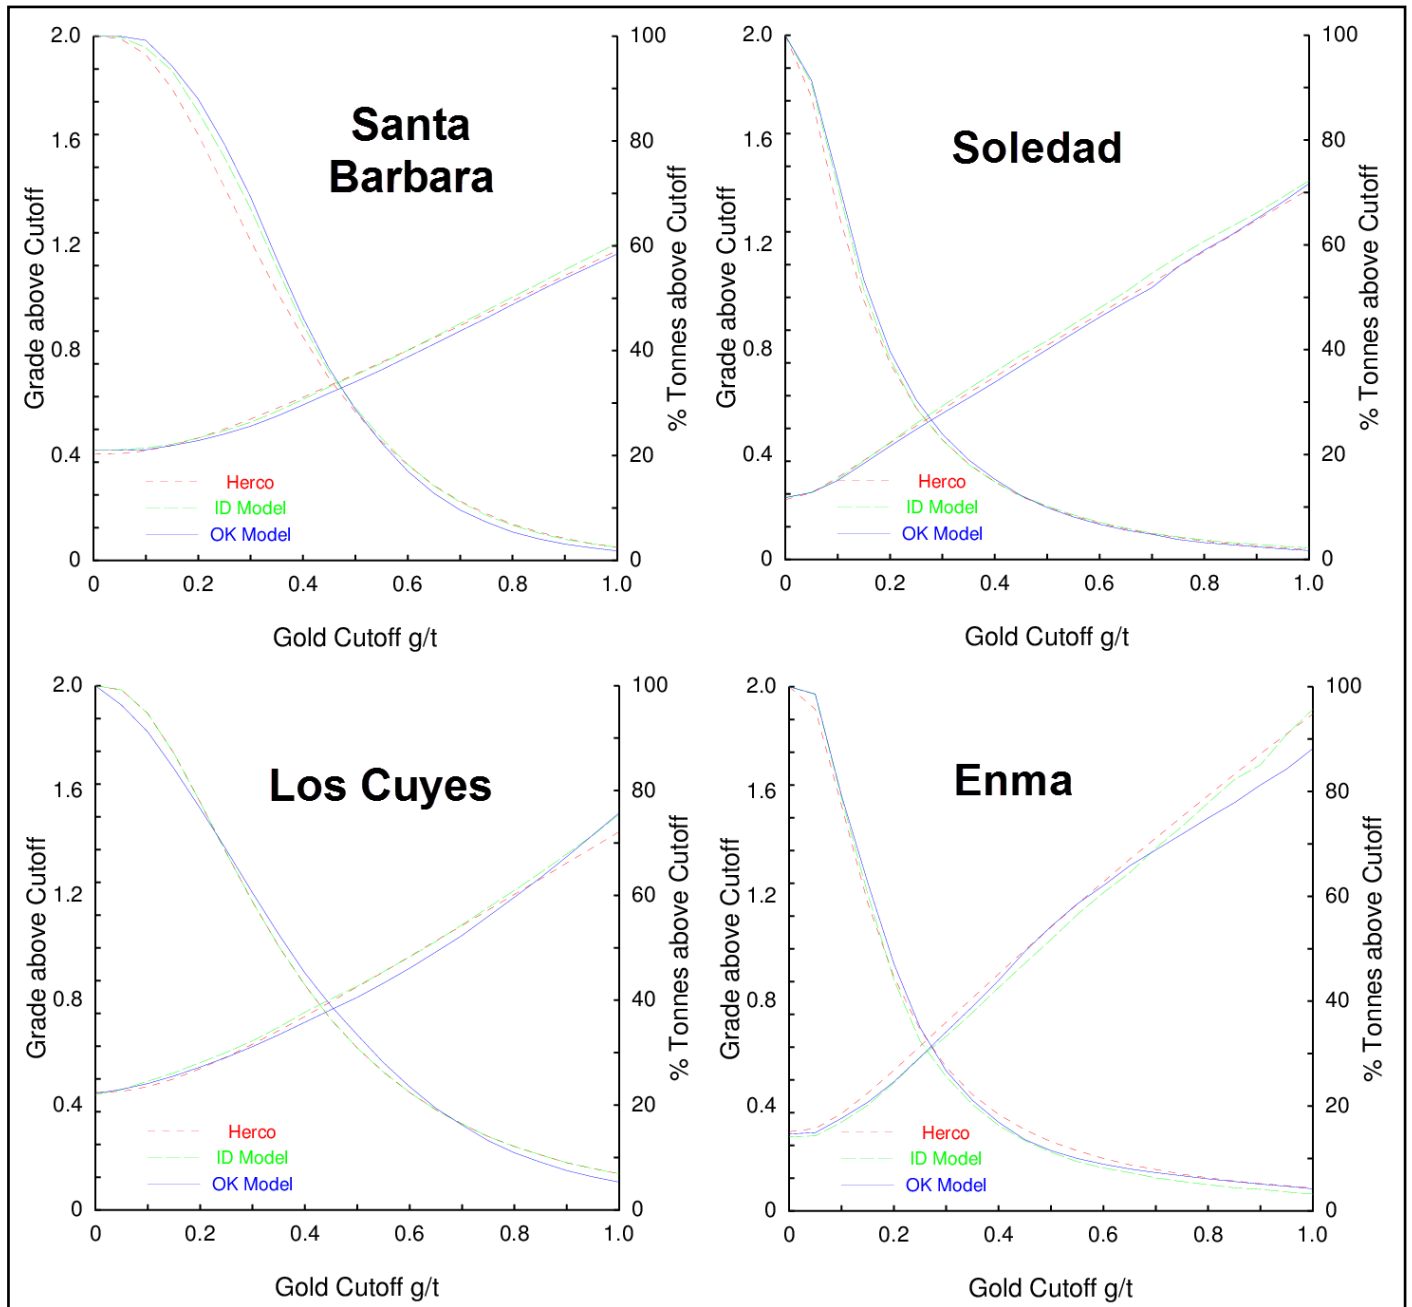 Santa
Barbara
Grade above Cutoff
2.0
1.6
1.2
0.8
0.4
0
% Tonnes above Cutoff
100
80
60
40
20
0
Herco
ID Model
OK Model
0 0.2 0.4 0.6 0.8 1.0
Gold Cutoff g/t
Soledad
Grade above Cutoff
2.0
1.6
1.2
0.8
0.4
0
% Tonnes above Cutoff
100
80
60
40
20
0
Herco
ID Model
OK Model
0 0.2 0.4 0.6 0.8 1.0
Gold Cutoff g/t
Los Cuyes
Grade above Cutoff
2.0
1.6
1.2
0.8
0.4
0
% Tonnes above Cutoff
100
80
60
40
20
0
Herco
ID Model
OK Model
0 0.2 0.4 0.6 0.8 1.0
Gold Cutoff g/t
Enma
Grade above Cutoff
2.0
1.6
1.2
0.8
0.4
0
% Tonnes above Cutoff
100
80
60
40
20
0
Herco
ID Model
OK Model
0 0.2 0.4 0.6 0.8 1.0
Gold Cutoff g/t